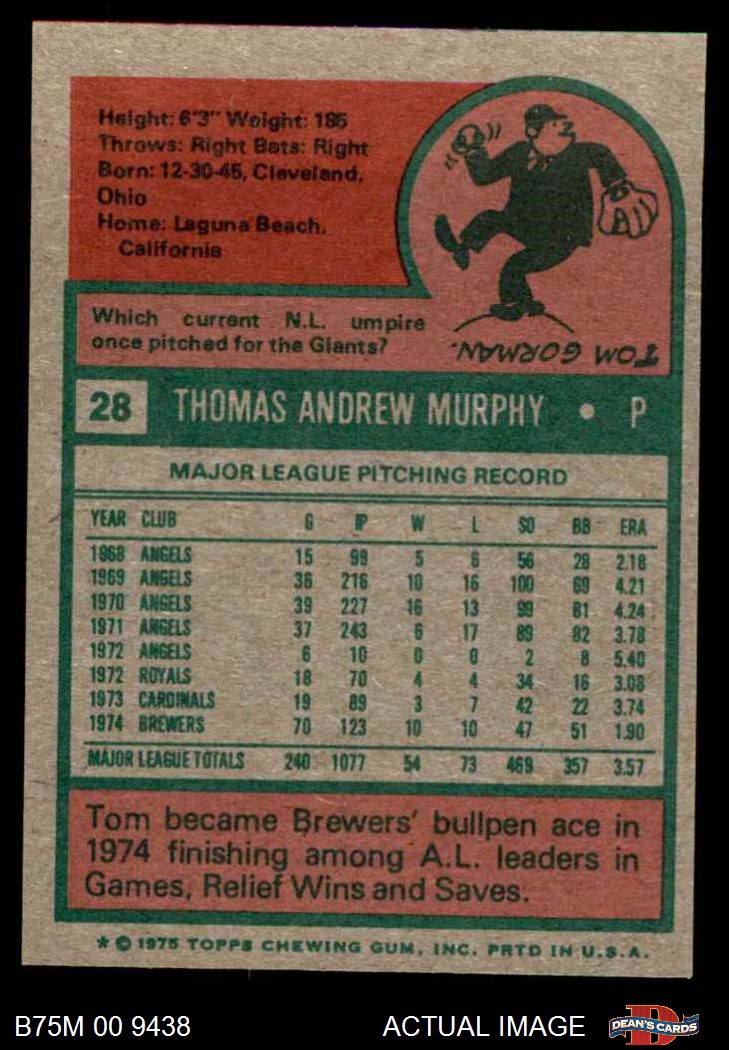 Height: 6'3" Weight: 185
Throws: Right Bats: Right
Born: 12-30-45, Cleveland,
Ohio
Home: Laguna Beach,
California
Which current N.L. umpire
once pitched for the Giants?
TOM GORMAN.
28 THOMAS ANDREW MURPHY • P
MAJOR LEAGUE PITCHING RECORD
YEAR CLUB G IP W L SO BB ERA
1968 ANGELS 15 99 5 6 56 28 2.18
1969 ANGELS 36 216 10 16 100 69 4.21
1970 ANGELS 39 227 16 13 99 81 4.24
1971 ANGELS 37 243 6 17 89 82 3.78
1972 ANGELS 6 10 0 0 2 8 5.40
1972 ROYALS 18 70 4 4 34 16 3.08
1973 CARDINALS 19 89 3 7 42 22 3.74
1974 BREWERS 70 123 10 10 47 51 1.90
MAJOR LEAGUE TOTALS 240 1077 54 73 469 357 3.57
Tom became Brewers' bullpen ace in
1974 finishing among A.L. leaders in
Games, Relief Wins and Saves.
* © 1975 TOPPS CHEWING GUM, INC. PRTD IN U.S.A.
B75M 00 9438 ACTUAL IMAGE DEAN'S CARDS